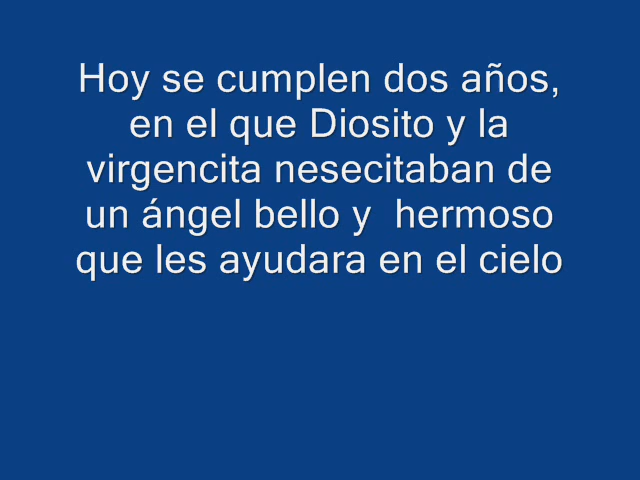 Hoy se cumplen dos años,
en el que Diosito y la
virgencita nesecitaban de
un ángel bello y  hermoso
que les ayudara en el cielo